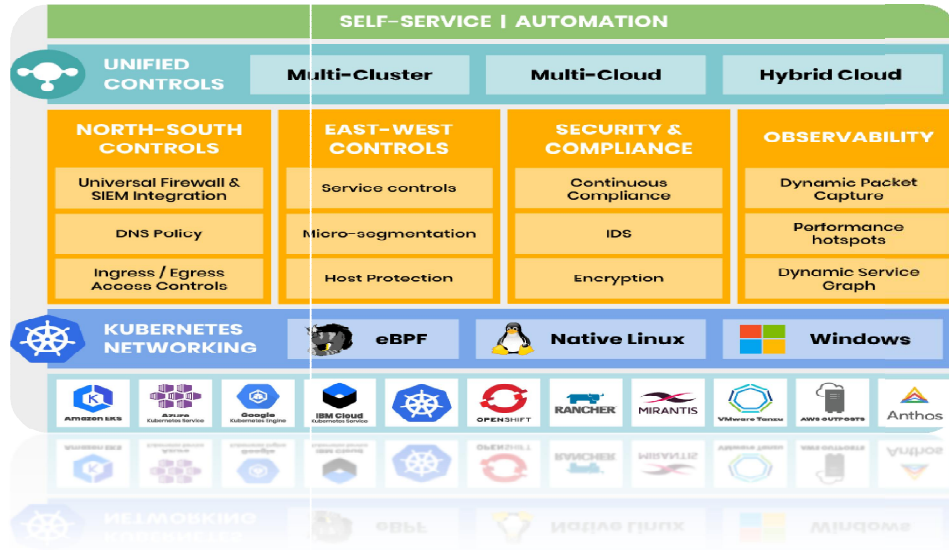 SELF-SERVICE | AUTOMATION
UNIFIED
CONTROLS
Multi-Cluster
Multi-Cloud
Hybrid Cloud
NORTH-SOUTH
CONTROLS
Universal Firewall &
SIEM Integration
DNS Policy
Ingress / Egress
Access Controls
EAST-WEST
CONTROLS
Service controls
Micro-segmentation
Host Protection
SECURITY &
COMPLIANCE
Continuous
Compliance
IDS
Encryption
OBSERVABILITY
Dynamic Packet
Capture
Performance
hotspots
Dynamic Service
Graph
KUBERNETES
NETWORKING
eBPF
Native Linux
Windows
Amazon EKS
Azure
Kubernetes Service
Google
Kubernetes Engine
IBM Cloud
Kubernetes Service
OPENSHIFT
RANCHER
MIRANTIS
VMware Tanzu
AWS OUTPOSTS
Anthos